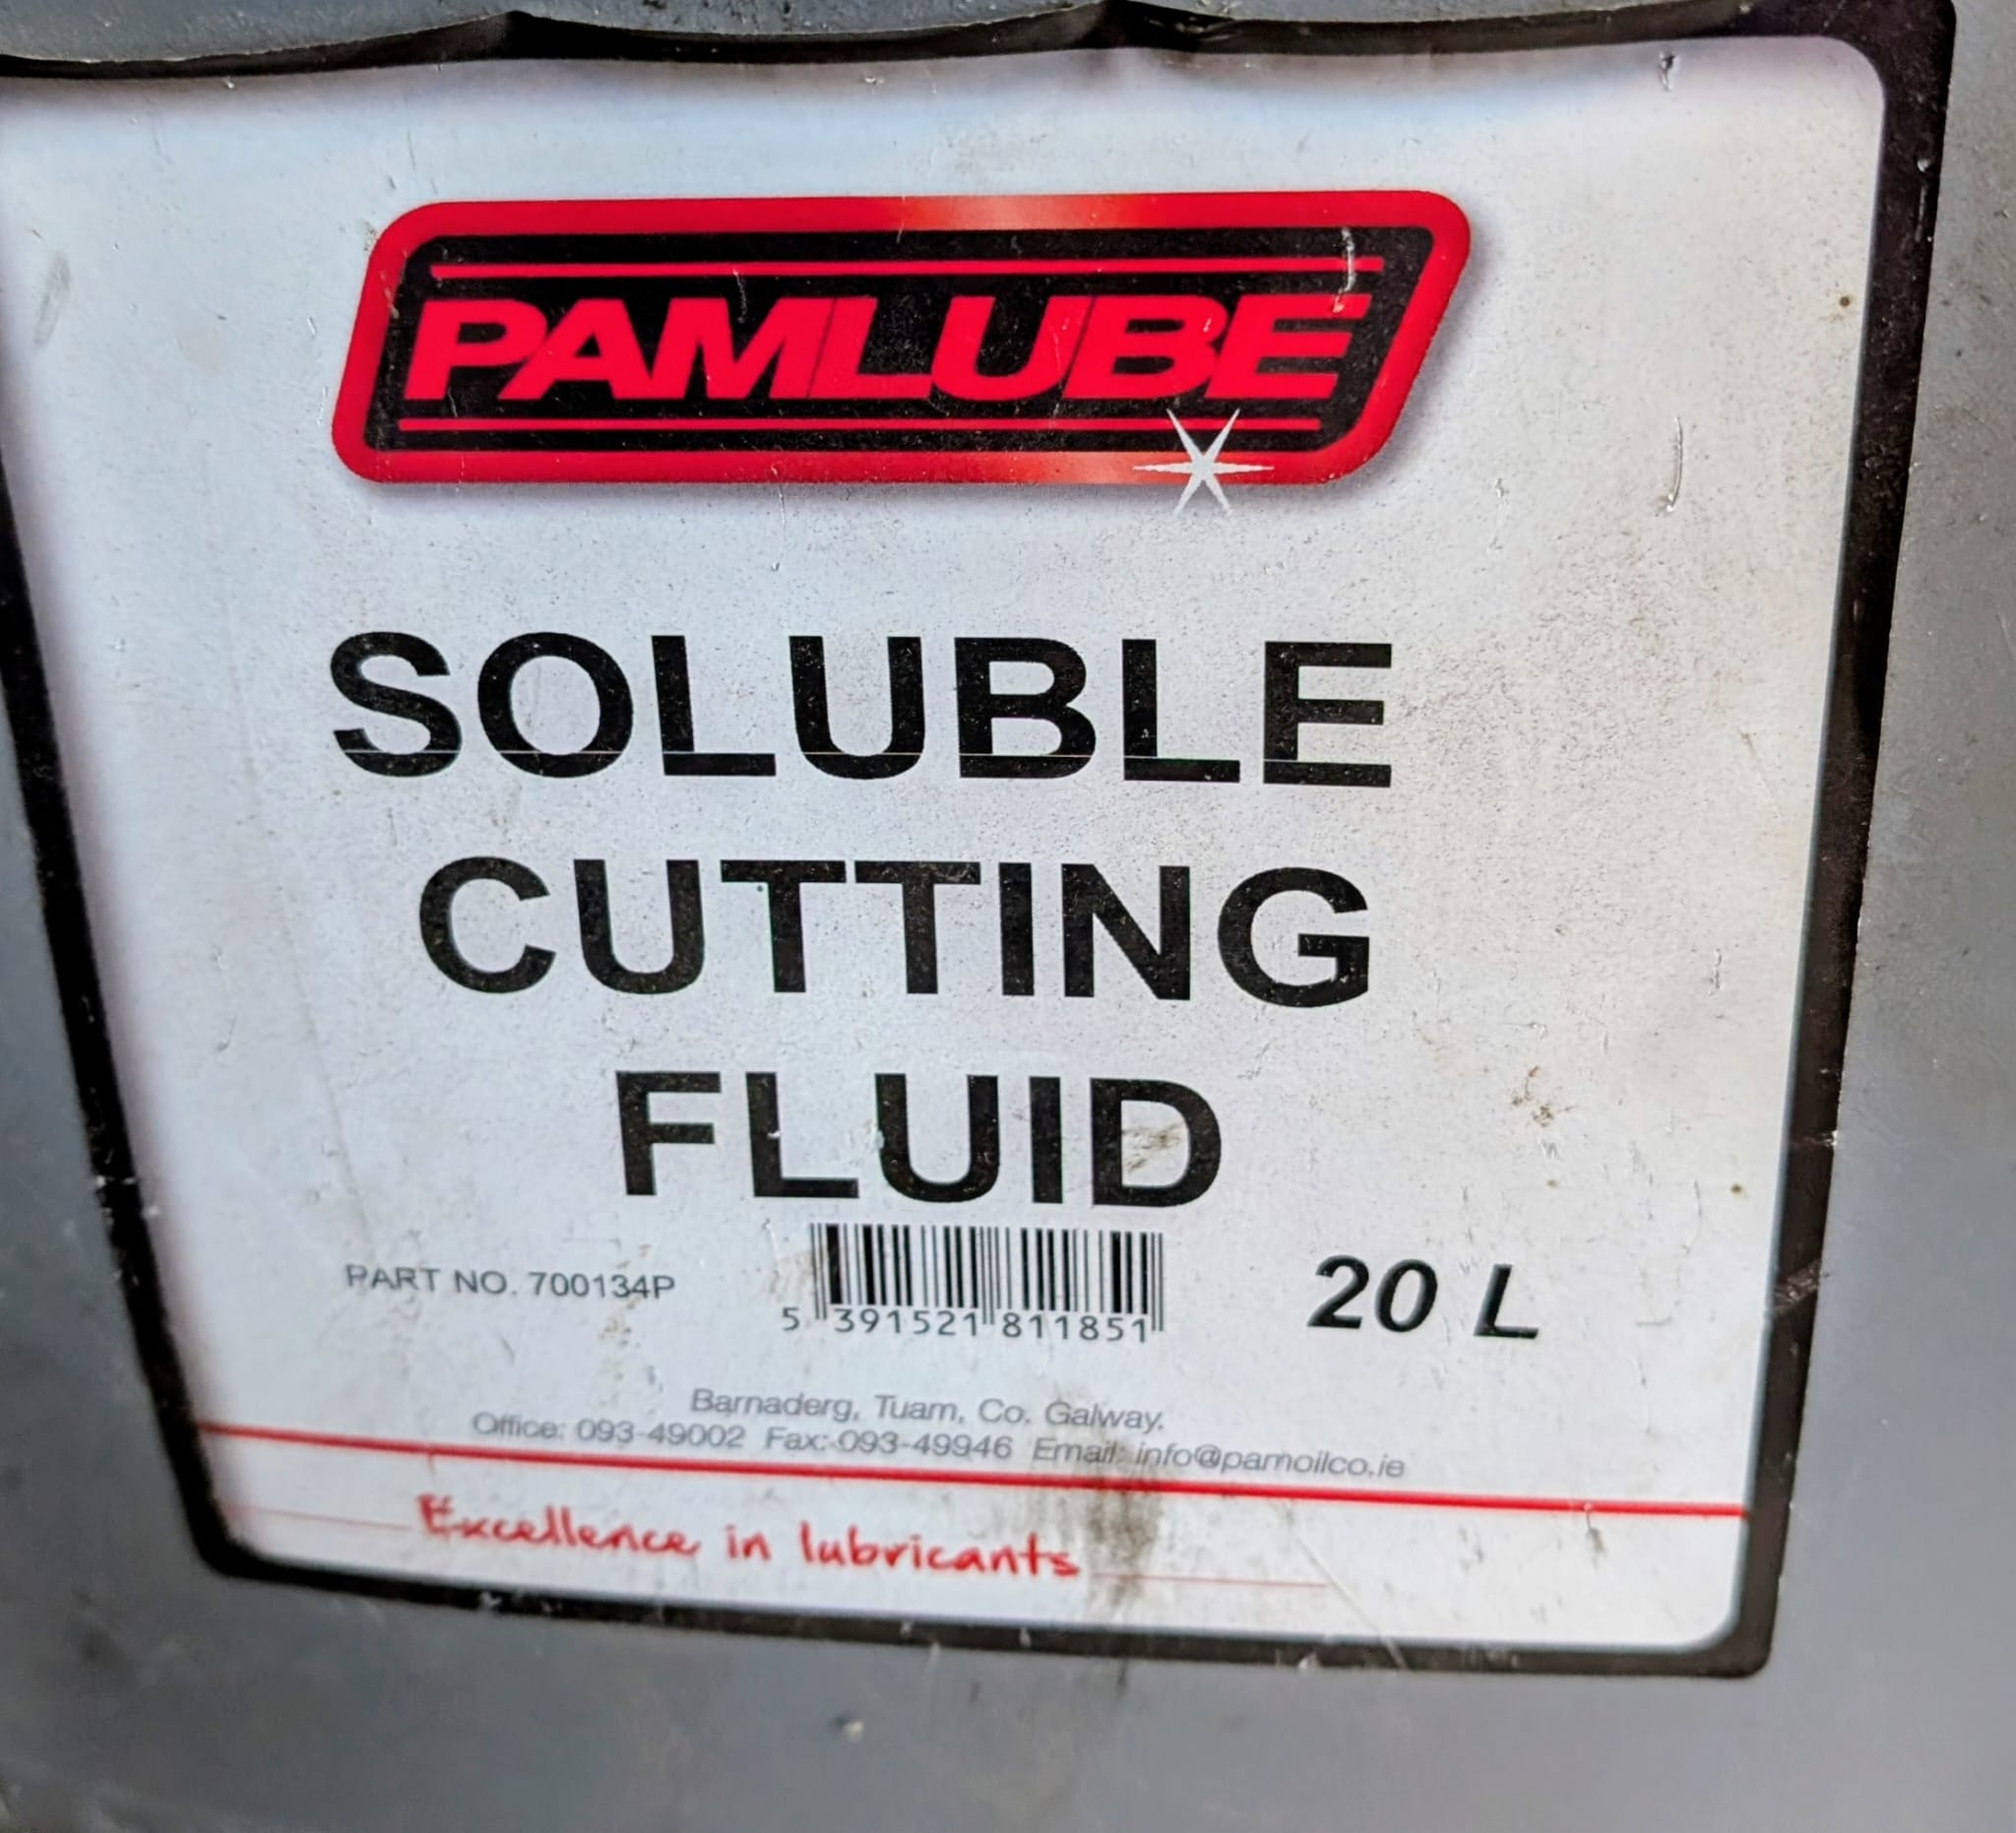 PAMLUBE
SOLUBLE
CUTTING
FLUID
PART NO. 700134P
5 391521 811851
20 L
Barnaderg, Tuam, Co. Galway.
Office: 093-49002 Fax: 093-49946 Email: info@pamoilco.ie
Excellence in lubricants